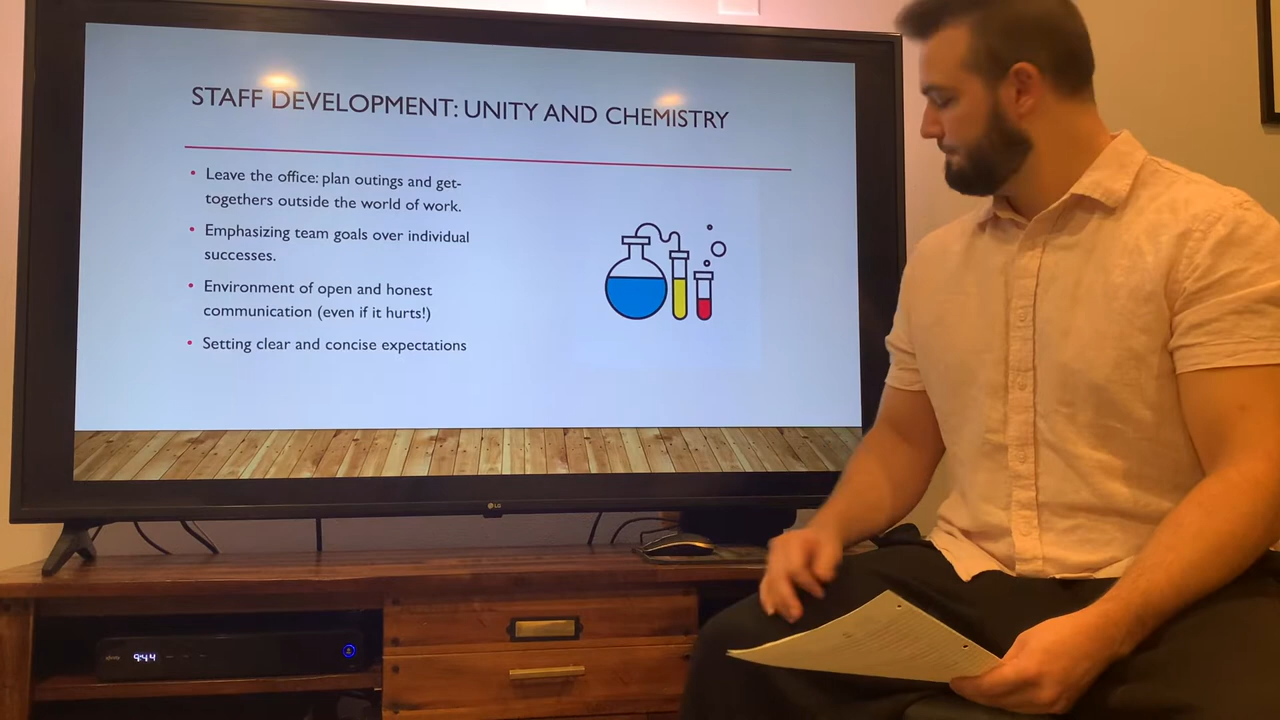 STAFF DEVELOPMENT: UNITY AND CHEMISTRY
• Leave the office: plan outings and get-
togethers outside the world of work.
• Emphasizing team goals over individual
successes.
• Environment of open and honest
communication (even if it hurts!)
• Setting clear and concise expectations
LG
xfinity
9:44